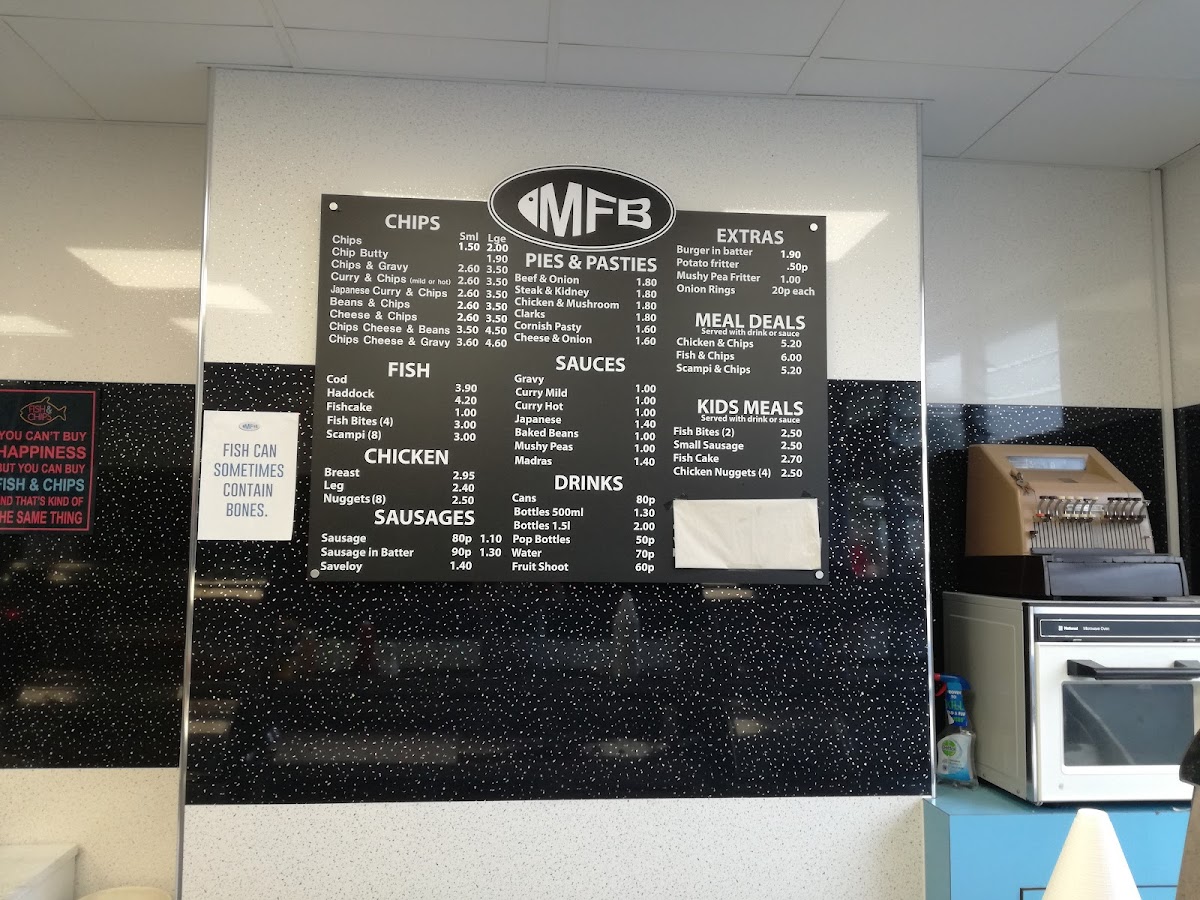 MFB
CHIPS
Sml Lge
Chips 1.50 2.00
Chip Butty 1.90
Chips & Gravy 2.60 3.50
Curry & Chips (mild or hot) 2.60 3.50
Japanese Curry & Chips 2.60 3.50
Beans & Chips 2.60 3.50
Cheese & Chips 2.60 3.50
Chips Cheese & Beans 3.50 4.50
Chips Cheese & Gravy 3.60 4.60
FISH
Cod 3.90
Haddock 4.20
Fishcake 1.00
Fish Bites (4) 3.00
Scampi (8) 3.00
CHICKEN
Breast 2.95
Leg 2.40
Nuggets (8) 2.50
SAUSAGES
Sausage 80p 1.10
Sausage in Batter 90p 1.30
Saveloy 1.40
PIES & PASTIES
Beef & Onion 1.80
Steak & Kidney 1.80
Chicken & Mushroom 1.80
Clarks 1.80
Cornish Pasty 1.60
Cheese & Onion 1.60
SAUCES
Gravy 1.00
Curry Mild 1.00
Curry Hot 1.00
Japanese 1.40
Baked Beans 1.00
Mushy Peas 1.00
Madras 1.40
DRINKS
Cans 80p
Bottles 500ml 1.30
Bottles 1.5l 2.00
Pop Bottles 50p
Water 70p
Fruit Shoot 60p
EXTRAS
Burger in batter 1.90
Potato fritter .50p
Mushy Pea Fritter 1.00
Onion Rings 20p each
MEAL DEALS
Served with drink or sauce
Chicken & Chips 5.20
Fish & Chips 6.00
Scampi & Chips 5.20
KIDS MEALS
Served with drink or sauce
Fish Bites (2) 2.50
Small Sausage 2.50
Fish Cake 2.70
Chicken Nuggets (4) 2.50
FISH CAN
SOMETIMES
CONTAIN
BONES.
FISH &
CHIPS
YOU CAN'T BUY
HAPPINESS
BUT YOU CAN BUY
FISH & CHIPS
AND THAT'S KIND OF
THE SAME THING
National Microwave Oven